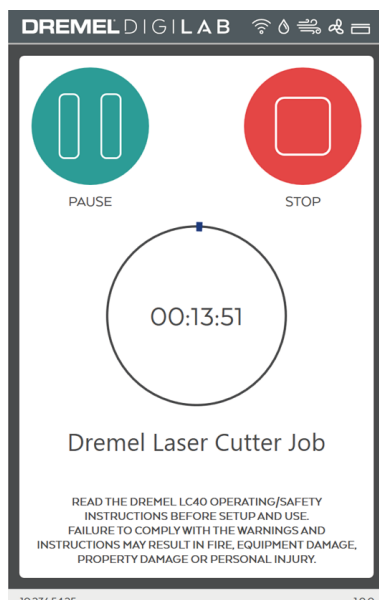 DREMEL DIGILAB
PAUSE
STOP
00:13:51
Dremel Laser Cutter Job
READ THE DREMEL LC40 OPERATING/SAFETY
INSTRUCTIONS BEFORE SETUP AND USE.
FAILURE TO COMPLY WITH THE WARNINGS AND
INSTRUCTIONS MAY RESULT IN FIRE, EQUIPMENT DAMAGE,
PROPERTY DAMAGE OR PERSONAL INJURY.